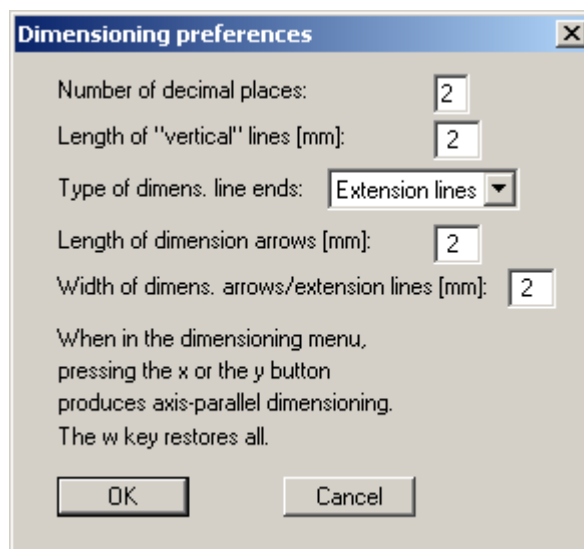 Dimensioning preferences
Number of decimal places: 2
Length of "vertical" lines [mm]: 2
Type of dimens. line ends: Extension lines
Length of dimension arrows [mm]: 2
Width of dimens. arrows/extension lines [mm]: 2
When in the dimensioning menu,
pressing the x or the y button
produces axis-parallel dimensioning.
The w key restores all.
OK Cancel